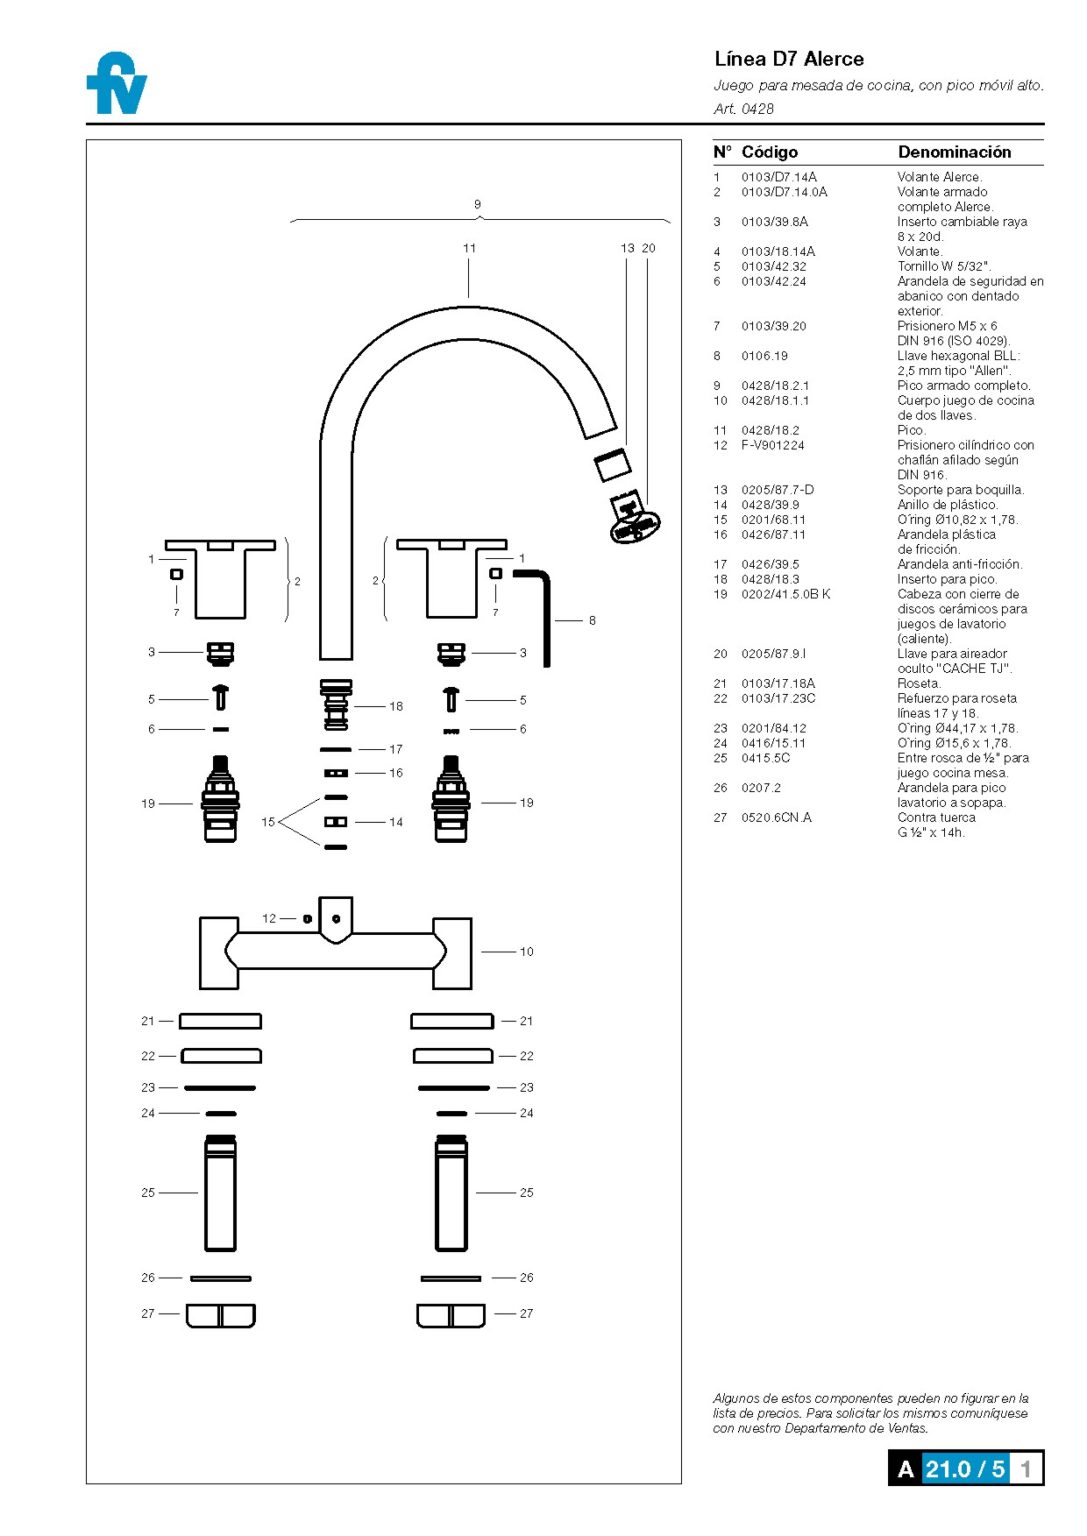 fv
Línea D7 Alerce
Juego para mesada de cocina, con pico móvil alto.
Art. 0428
N° Código Denominación
1 0103/D7.14A Volante Alerce.
2 0103/D7.14.0A Volante armado
completo Alerce.
3 0103/39.8A Inserto cambiable raya
8 x 20d.
4 0103/18.14A Volante.
5 0103/42.32 Tornillo W 5/32".
6 0103/42.24 Arandela de seguridad en
abanico con dentado
exterior.
7 0103/39.20 Prisionero M5 x 6
DIN 916 (ISO 4029).
8 0106.19 Llave hexagonal BLL:
2,5 mm tipo "Allen".
9 0428/18.2.1 Pico armado completo.
10 0428/18.1.1 Cuerpo juego de cocina
de dos llaves.
11 0428/18.2 Pico.
12 F-V901224 Prisionero cilíndrico con
chaflán afilado según
DIN 916.
13 0205/87.7-D Soporte para boquilla.
14 0428/39.9 Anillo de plástico.
15 0201/68.11 O´ring Ø10,82 x 1,78.
16 0426/87.11 Arandela plástica
de fricción.
17 0426/39.5 Arandela anti-fricción.
18 0428/18.3 Inserto para pico.
19 0202/41.5.0B K Cabeza con cierre de
discos cerámicos para
juegos de lavatorio
(caliente).
20 0205/87.9.I Llave para aireador
oculto "CACHE TJ".
21 0103/17.18A Roseta.
22 0103/17.23C Refuerzo para roseta
líneas 17 y 18.
23 0201/84.12 O`ring Ø44,17 x 1,78.
24 0416/15.11 O`ring Ø15,6 x 1,78.
25 0415.5C Entre rosca de ½" para
juego cocina mesa.
26 0207.2 Arandela para pico
lavatorio a sopapa.
27 0520.6CN.A Contra tuerca
G ½" x 14h.
9
11 13 20
1 2 2 1
7 7
8
3 3
5 18 5
6 6
17
16
19 19
15 14
12
10
21 21
22 22
23 23
24 24
25 25
26 26
27 27
Algunos de estos componentes pueden no figurar en la
lista de precios. Para solicitar los mismos comuníquese
con nuestro Departamento de Ventas.
A 21.0 / 5 1